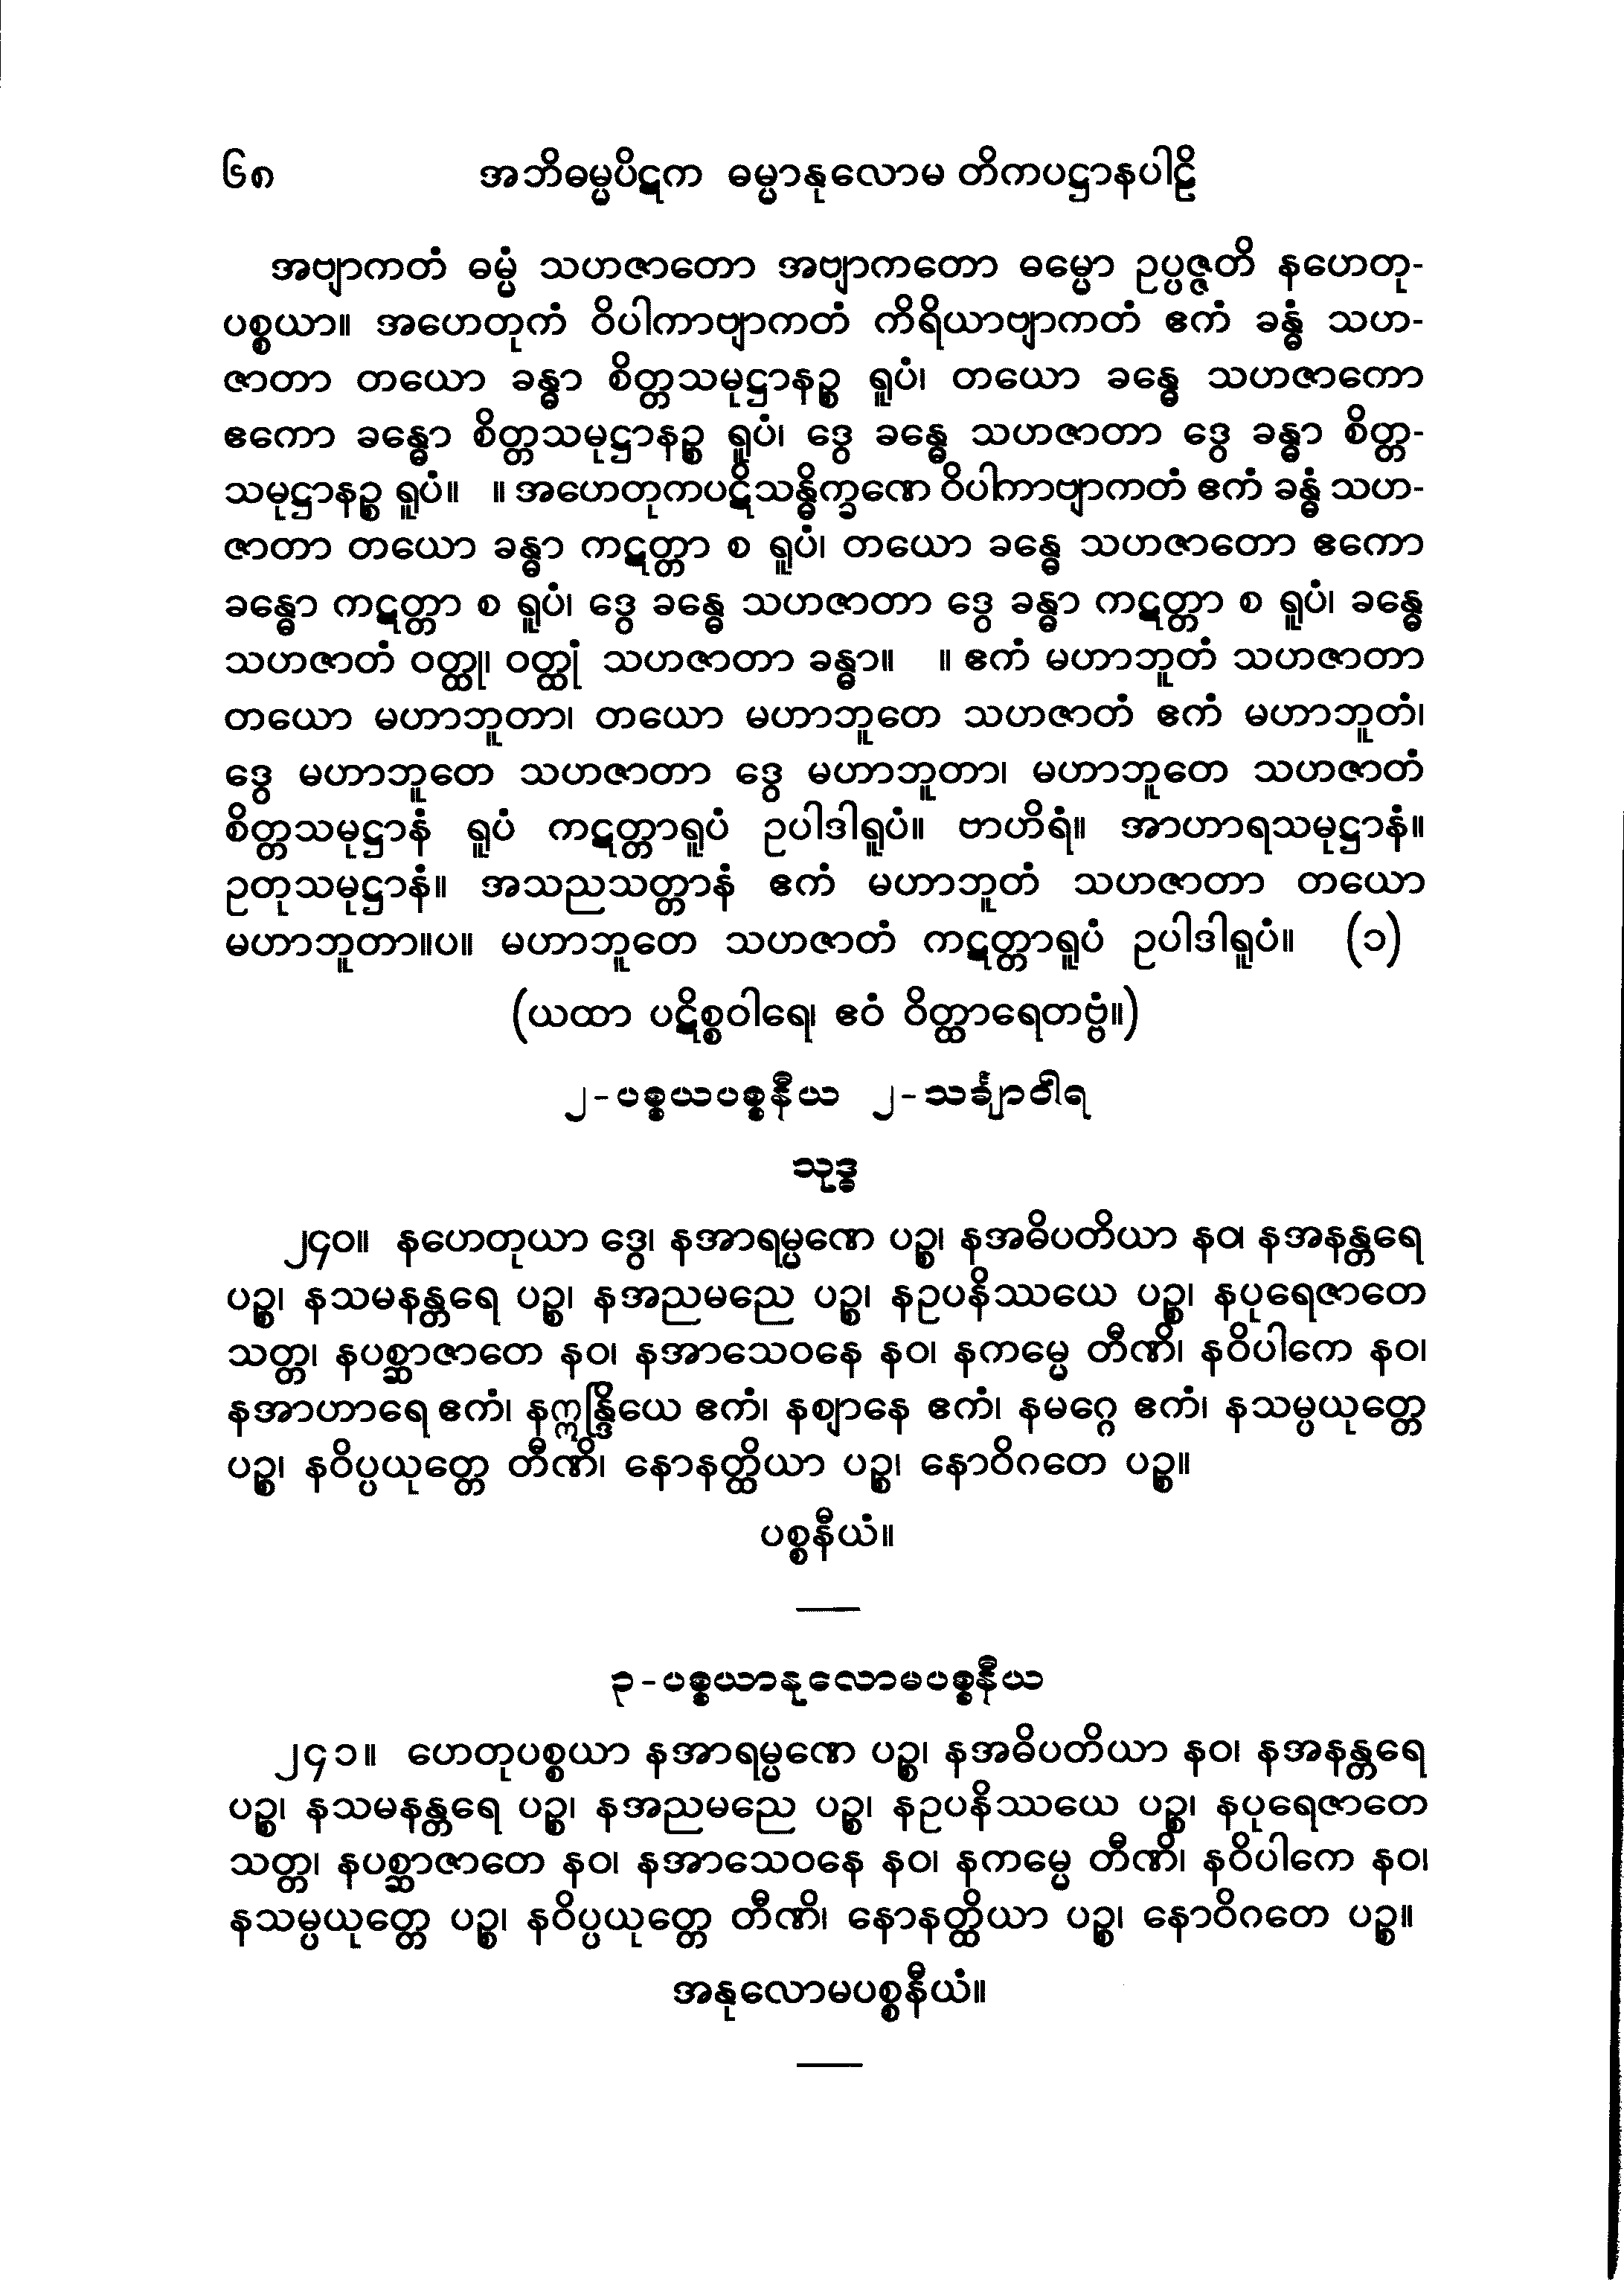 ၆၈ အဘိဓမ္မပိဋက ဓမ္မာနုလောမ တိကပဋ္ဌာနပါဠိ
အဗျာကတံ ဓမ္မံ သဟဇာတော အဗျာကတော ဓမ္မော ဥပ္ပဇ္ဇတိ နဟေတု-
ပစ္စယာ။ အဟေတုကံ ဝိပါကာဗျာကတံ ကိရိယာဗျာကတံ ဧကံ ခန္ဓံ သဟ-
ဇာတာ တယော ခန္ဓာ စိတ္တသမုဋ္ဌာနဉ္စ ရူပံ၊ တယော ခန္ဓေ သဟဇာကော
ဧကော ခန္ဓော စိတ္တသမုဋ္ဌာနဉ္စ ရူပံ၊ ဒွေ ခန္ဓေ သဟဇာတာ ဒွေ ခန္ဓာ စိတ္တ-
သမုဋ္ဌာနဉ္စ ရူပံ။ ။ အဟေတုကပဋိသန္ဓိက္ခဏေ ဝိပါကာဗျာကတံ ဧကံ ခန္ဓံ သဟ-
ဇာတာ တယော ခန္ဓာ ကဋတ္တာ စ ရူပံ၊ တယော ခန္ဓေ သဟဇာတော ဧကော
ခန္ဓော ကဋတ္တာ စ ရူပံ၊ ဒွေ ခန္ဓေ သဟဇာတာ ဒွေ ခန္ဓာ ကဋတ္တာ စ ရူပံ၊ ခန္ဓေ
သဟဇာတံ ဝတ္ထု၊ ဝတ္ထုံ သဟဇာတာ ခန္ဓာ။ ။ ဧကံ မဟာဘူတံ သဟဇာတာ
တယော မဟာဘူတာ၊ တယော မဟာဘူတေ သဟဇာတံ ဧကံ မဟာဘူတံ၊
ဒွေ မဟာဘူတေ သဟဇာတာ ဒွေ မဟာဘူတာ၊ မဟာဘူတေ သဟဇာတံ
စိတ္တသမုဋ္ဌာနံ ရူပံ ကဋတ္တာရူပံ ဥပါဒါရူပံ။ ဗာဟိရံ။ အာဟာရသမုဋ္ဌာနံ။
ဥတုသမုဋ္ဌာနံ။ အသညသတ္တာနံ ဧကံ မဟာဘူတံ သဟဇာတာ တယော
မဟာဘူတာ။ပ။ မဟာဘူတေ သဟဇာတံ ကဋတ္တာရူပံ ဥပါဒါရူပံ။ (၁)
(ယထာ ပဋိစ္စဝါရေ၊ ဧဝံ ဝိတ္ထာရေတဗ္ဗံ။)
၂-ပစ္စယပစ္စနီယ ၂-သင်္ချာဝါရ
သုဒ္ဓ
၂၄၀။ နဟေတုယာ ဒွေ၊ နအာရမ္မဏေ ပဉ္စ၊ နအဓိပတိယာ နဝ၊ နအနန္တရေ
ပဉ္စ၊ နသမနန္တရေ ပဉ္စ၊ နအညမညေ ပဉ္စ၊ နဥပနိဿယေ ပဉ္စ၊ နပုရေဇာတေ
သတ္တ၊ နပစ္ဆာဇာတေ နဝ၊ နအာသေဝနေ နဝ၊ နကမ္မေ တီဏိ၊ နဝိပါကေ နဝ၊
နအာဟာရေ ဧကံ၊ နဣန္ဒြိယေ ဧကံ၊ နဈာနေ ဧကံ၊ နမဂ္ဂေ ဧကံ၊ နသမ္ပယုတ္တေ
ပဉ္စ၊ နဝိပ္ပယုတ္တေ တီဏိ၊ နောနတ္ထိယာ ပဉ္စ၊ နောဝိဂတေ ပဉ္စ။
ပစ္စနီယံ။
၃-ပစ္စယာနုလောမပစ္စနီယ
၂၄၁။ ဟေတုပစ္စယာ နအာရမ္မဏေ ပဉ္စ၊ နအဓိပတိယာ နဝ၊ နအနန္တရေ
ပဉ္စ၊ နသမနန္တရေ ပဉ္စ၊ နအညမညေ ပဉ္စ၊ နဥပနိဿယေ ပဉ္စ၊ နပုရေဇာတေ
သတ္တ၊ နပစ္ဆာဇာတေ နဝ၊ နအာသေဝနေ နဝ၊ နကမ္မေ တီဏိ၊ နဝိပါကေ နဝ၊
နသမ္ပယုတ္တေ ပဉ္စ၊ နဝိပ္ပယုတ္တေ တီဏိ၊ နောနတ္ထိယာ ပဉ္စ၊ နောဝိဂတေ ပဉ္စ။
အနုလောမပစ္စနီယံ။